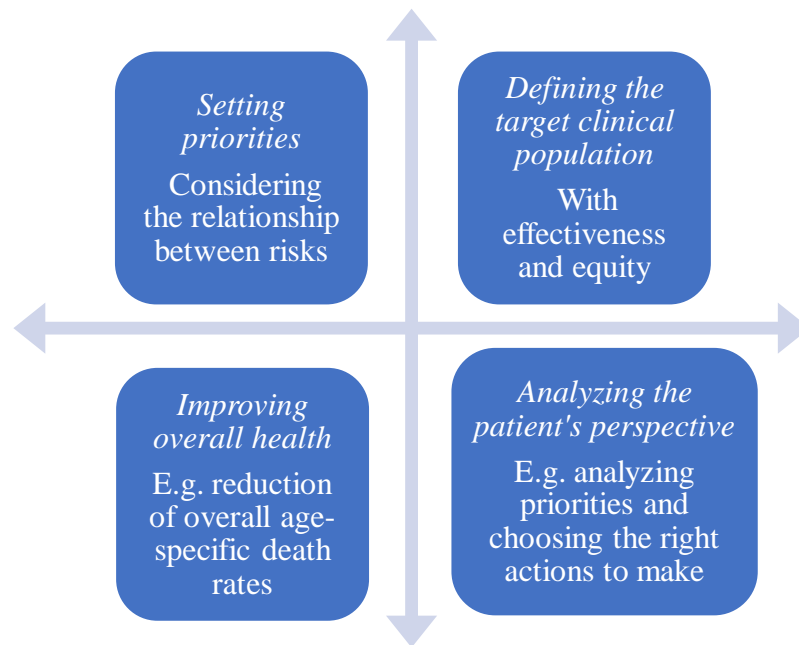 Setting
priorities
Considering
the relationship
between risks
Defining the
target clinical
population
With
effectiveness
and equity
Improving
overall health
E.g. reduction
of overall age-
specific death
rates
Analyzing the
patient's perspective
E.g. analyzing
priorities and
choosing the right
actions to make